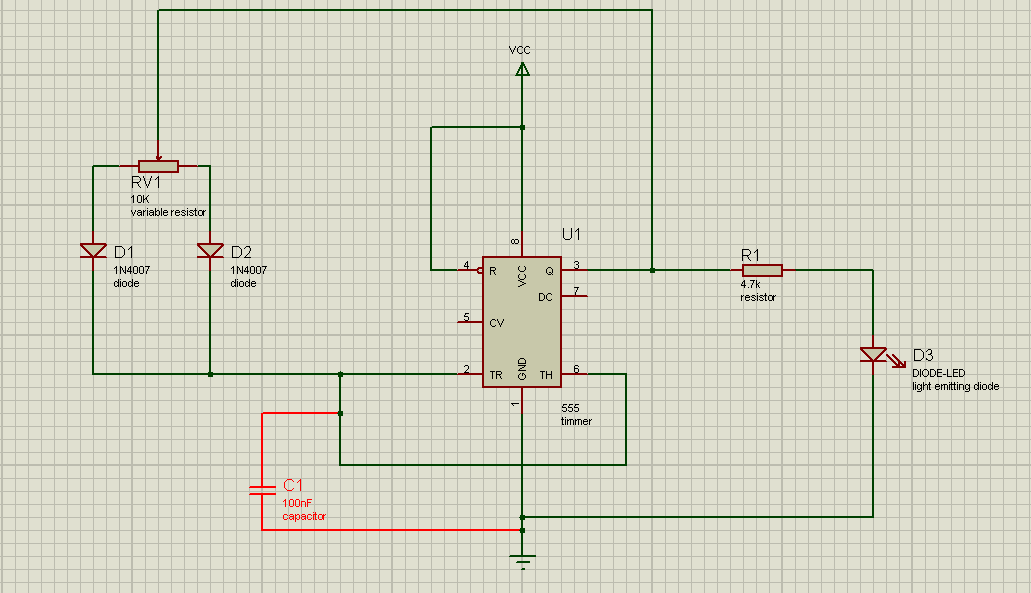 VCC
RV1
10K
variable resistor
D1
1N4007
diode
D2
1N4007
diode
U1
8
4
R
VCC
Q
3
DC
7
5
CV
2
TR
GND
TH
6
1
555
timmer
R1
4.7k
resistor
D3
DIODE-LED
light emitting diode
C1
100nF
capacitor